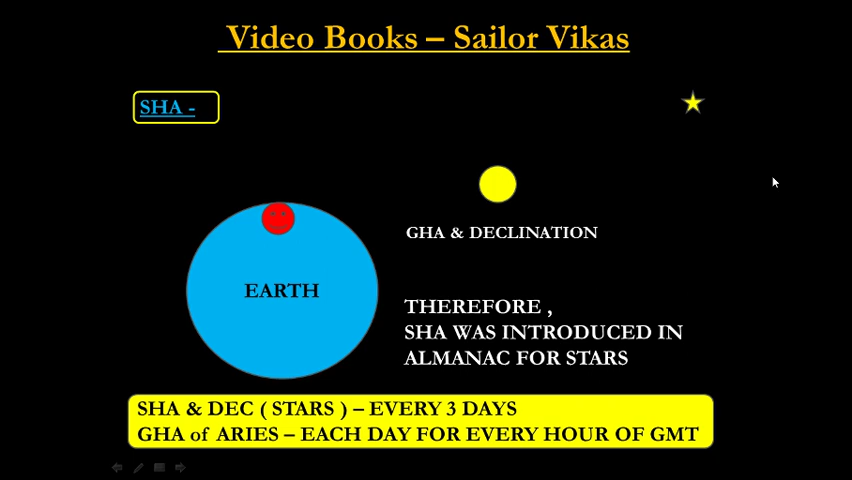 Video Books – Sailor Vikas
SHA -
GHA & DECLINATION
EARTH
THEREFORE ,
SHA WAS INTRODUCED IN
ALMANAC FOR STARS
SHA & DEC ( STARS ) – EVERY 3 DAYS
GHA of ARIES – EACH DAY FOR EVERY HOUR OF GMT